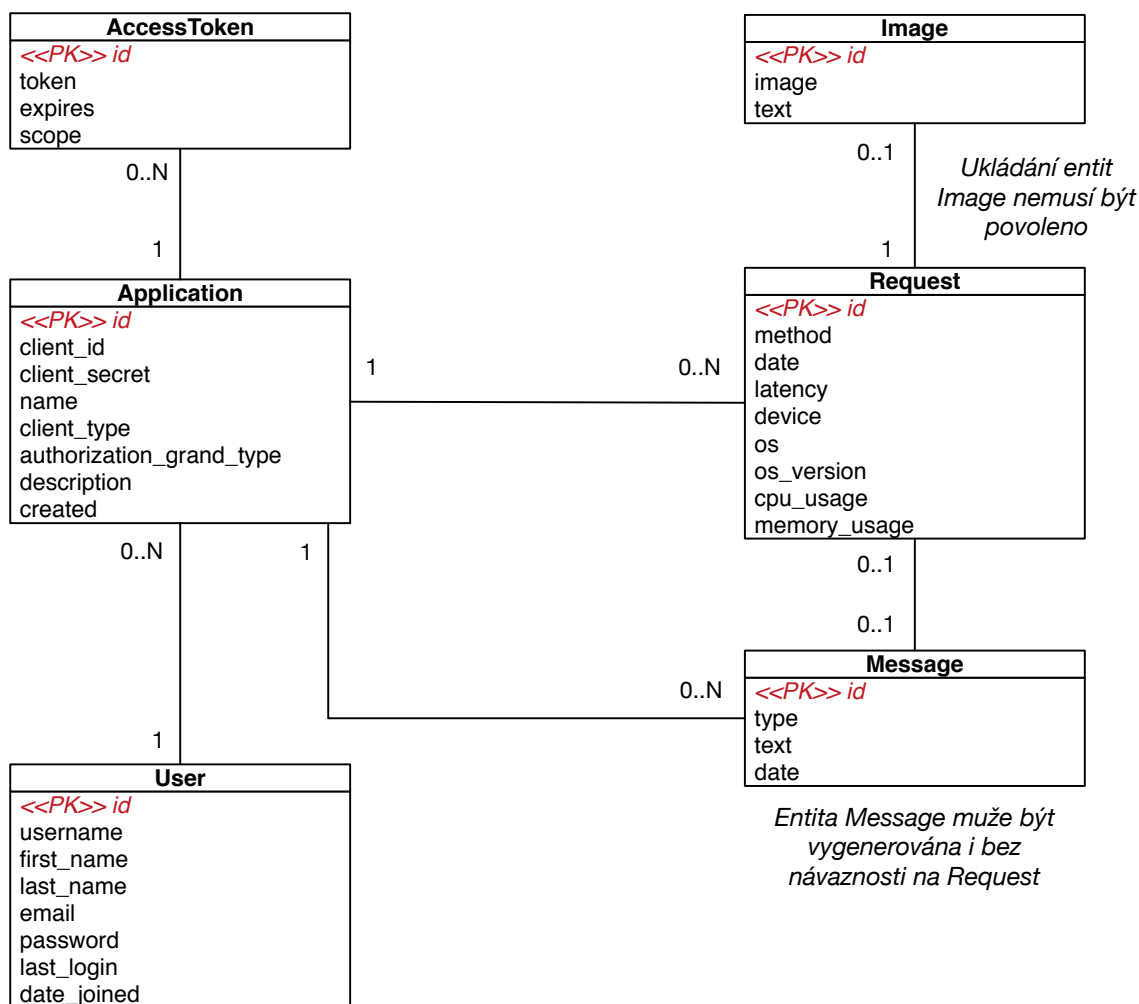 AccessToken
<<PK>> id
token
expires
scope
0..N
1
Application
<<PK>> id
client_id
client_secret
name
client_type
authorization_grand_type
description
created
0..N
1
1
0..N
1
User
<<PK>> id
username
first_name
last_name
email
password
last_login
date_joined
Image
<<PK>> id
image
text
0..1
Ukládání entit
Image nemusí být
povoleno
1
Request
<<PK>> id
method
date
latency
device
os
os_version
cpu_usage
memory_usage
0..1
0..1
0..N
Message
<<PK>> id
type
text
date
Entita Message muže být
vygenerována i bez
návaznosti na Request